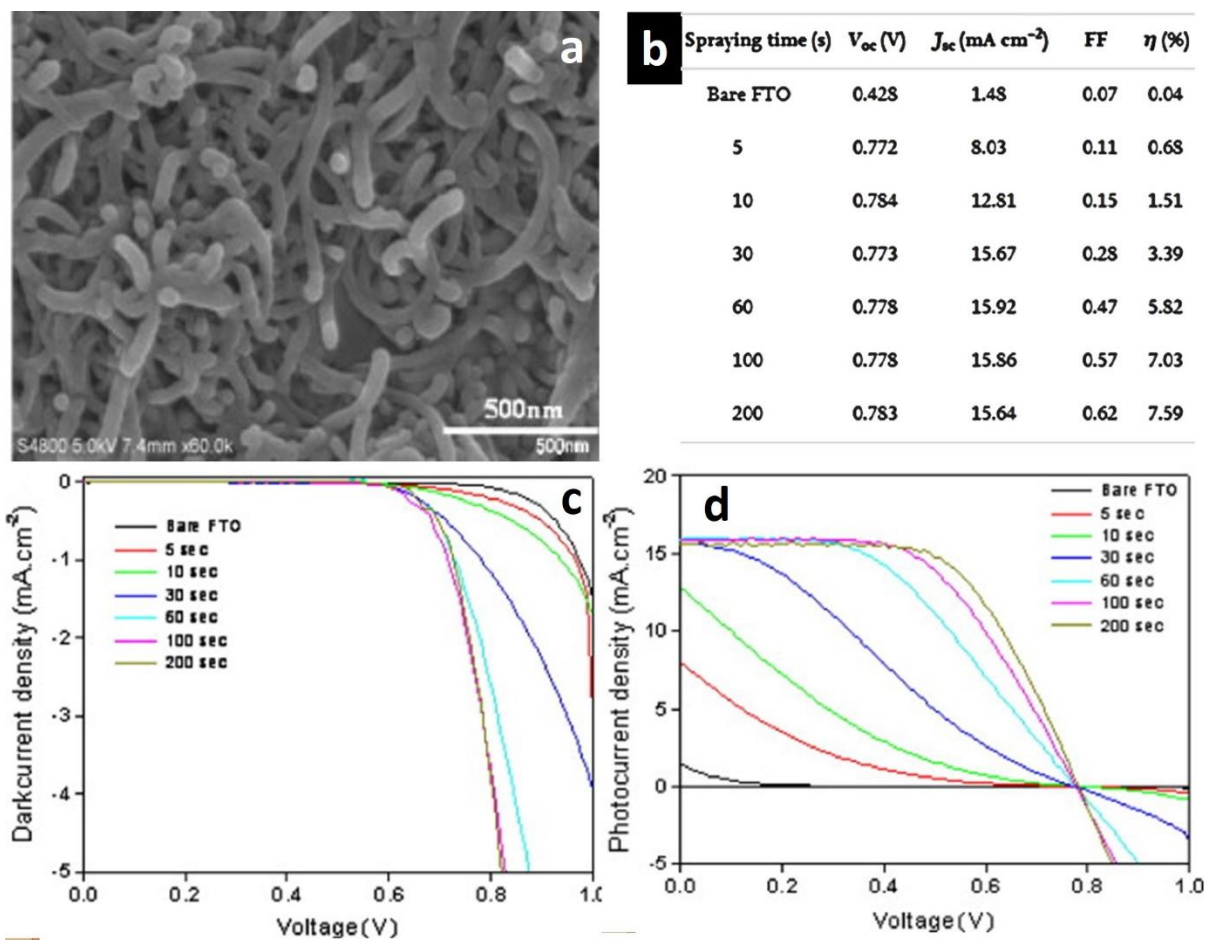 a
500nm
S4800 5.0kV 7.4mm x60.0k 500nm
b
Spraying time (s) Voc (V) Jsc (mA cm−2) FF η (%)
Bare FTO 0.428 1.48 0.07 0.04
5 0.772 8.03 0.11 0.68
10 0.784 12.81 0.15 1.51
30 0.773 15.67 0.28 3.39
60 0.778 15.92 0.47 5.82
100 0.778 15.86 0.57 7.03
200 0.783 15.64 0.62 7.59
c
Darkcurrent density (mA.cm-2)
0
-1
-2
-3
-4
-5
Bare FTO
5 sec
10 sec
30 sec
60 sec
100 sec
200 sec
0.0 0.2 0.4 0.6 0.8 1.0
Voltage (V)
d
Photocurrent density (mA.cm-2)
20
15
10
5
0
-5
Bare FTO
5 sec
10 sec
30 sec
60 sec
100 sec
200 sec
0.0 0.2 0.4 0.6 0.8 1.0
Voltage (V)